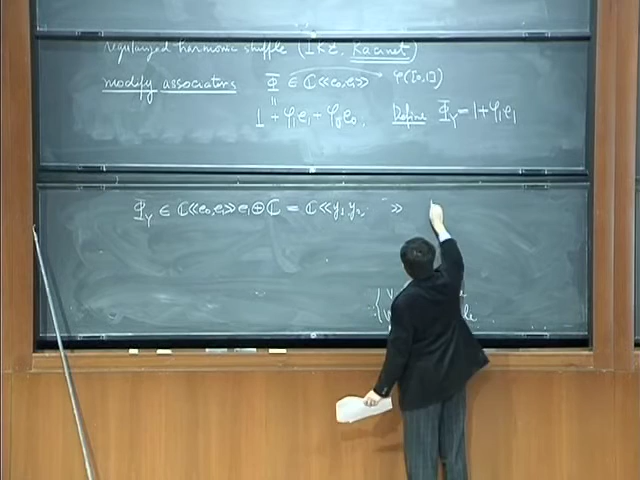 regularized harmonic shuffle (IKZ, Racinet)
modify associators Φ ∈ ℂ≪e₀,e₁≫ → φ([0,1])
"
1 + φ₁e₁ + φ₀e₀. Define Φ_Y = 1+φ₁e₁
Φ_Y ∈ ℂ≪e₀,e₁≫e₁⊕ℂ = ℂ≪y₁,y₂,.. ≫